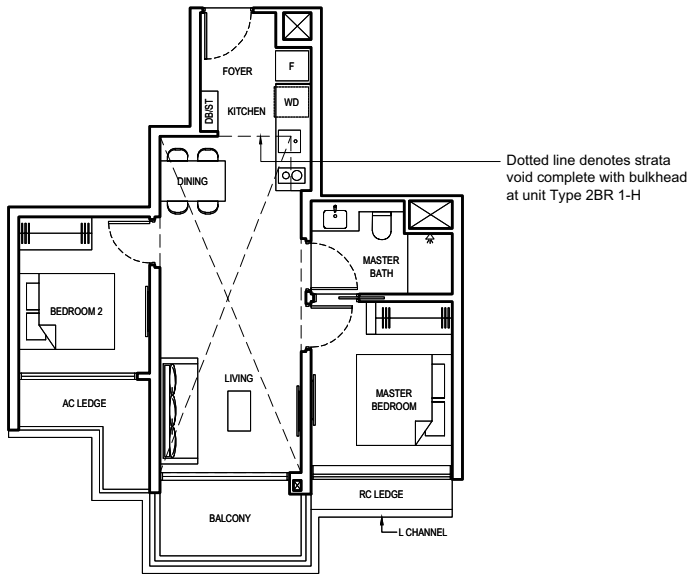 FOYER
F
KITCHEN
WD
DB/ST
DINING
Dotted line denotes strata
void complete with bulkhead
at unit Type 2BR 1-H
MASTER
BATH
BEDROOM 2
LIVING
AC LEDGE
MASTER
BEDROOM
RC LEDGE
BALCONY
L CHANNEL